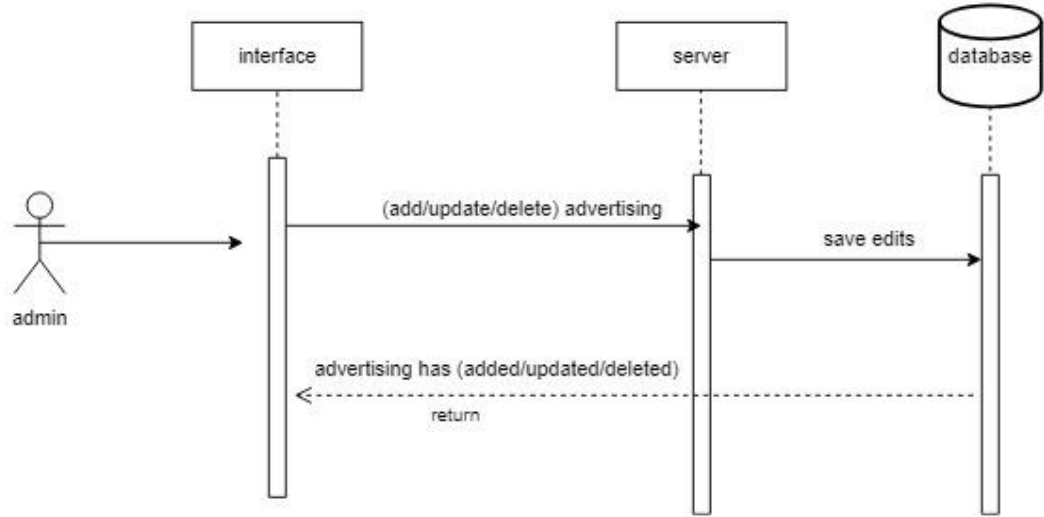 interface
server
database
(add/update/delete) advertising
save edits
admin
advertising has (added/updated/deleted)
return